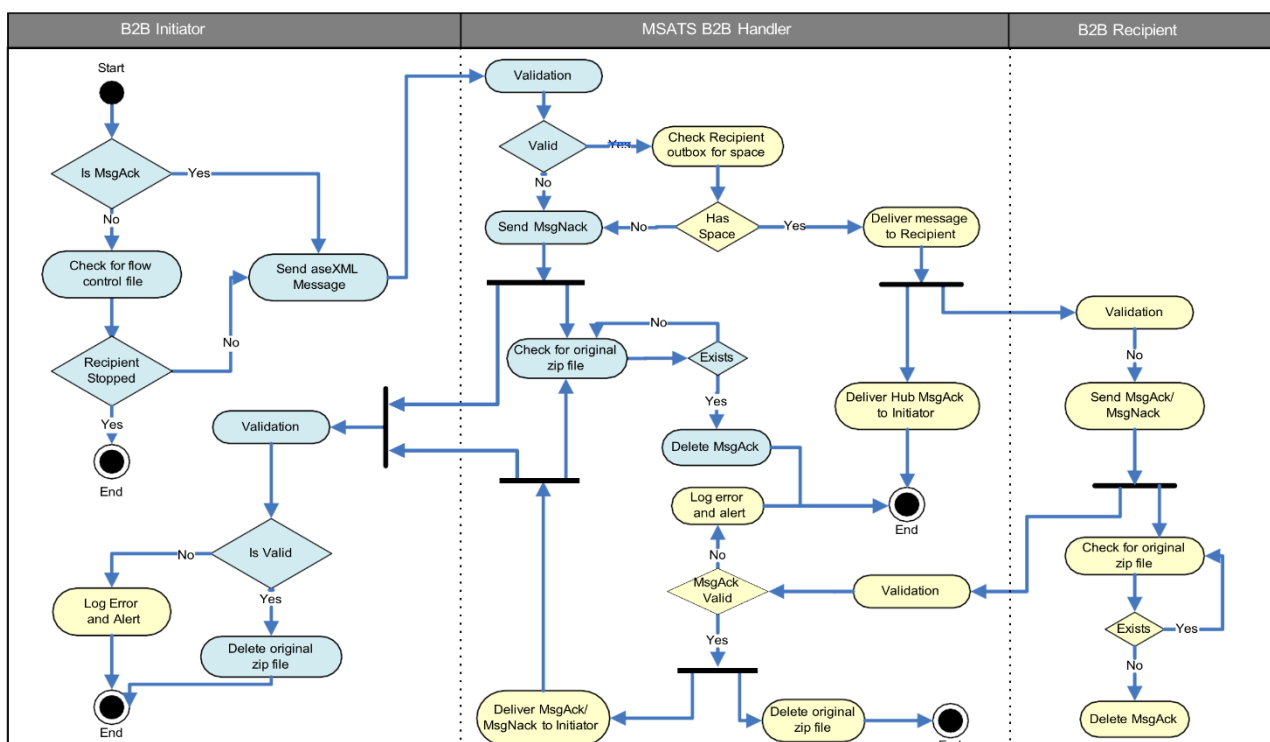 B2B Initiator
MSATS B2B Handler
B2B Recipient
Start
Is MsgAck
Yes
No
Check for flow
control file
Send aseXML
Message
No
Recipient
Stopped
Yes
End
Validation
Is Valid
No
Yes
Log Error
and Alert
Delete original
zip file
End
Validation
Valid
No
Check Recipient
outbox for space
Send MsgNack
No
Has
Space
Yes
Deliver message
to Recipient
Check for original
zip file
No
Exists
Yes
Delete MsgAck
Deliver Hub MsgAck
to Initiator
Log error
and alert
End
No
MsgAck
Valid
Validation
Yes
Deliver MsgAck/
MsgNack to Initiator
Delete original
zip file
End
Validation
No
Send MsgAck/
MsgNack
Check for original
zip file
Exists
Yes
No
Delete MsgAck